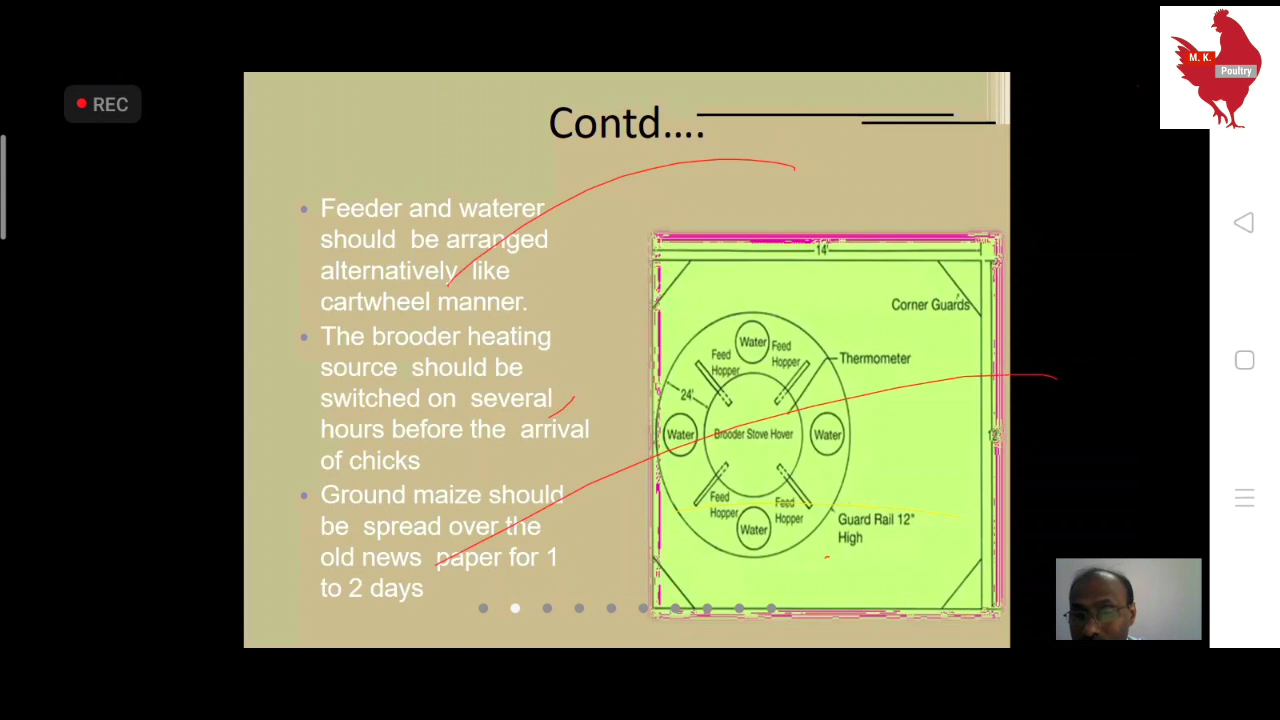 REC
M. K.
Poultry
Contd....
• Feeder and waterer
should be arranged
alternatively like
cartwheel manner.
• The brooder heating
source should be
switched on several
hours before the arrival
of chicks
• Ground maize should
be spread over the
old news paper for 1
to 2 days
14'
Corner Guards
Water
Feed
Hopper
Feed
Hopper
Thermometer
24'
Water
Brooder Stove Hover
Water
12'
Feed
Hopper
Feed
Hopper
Water
Guard Rail 12"
High